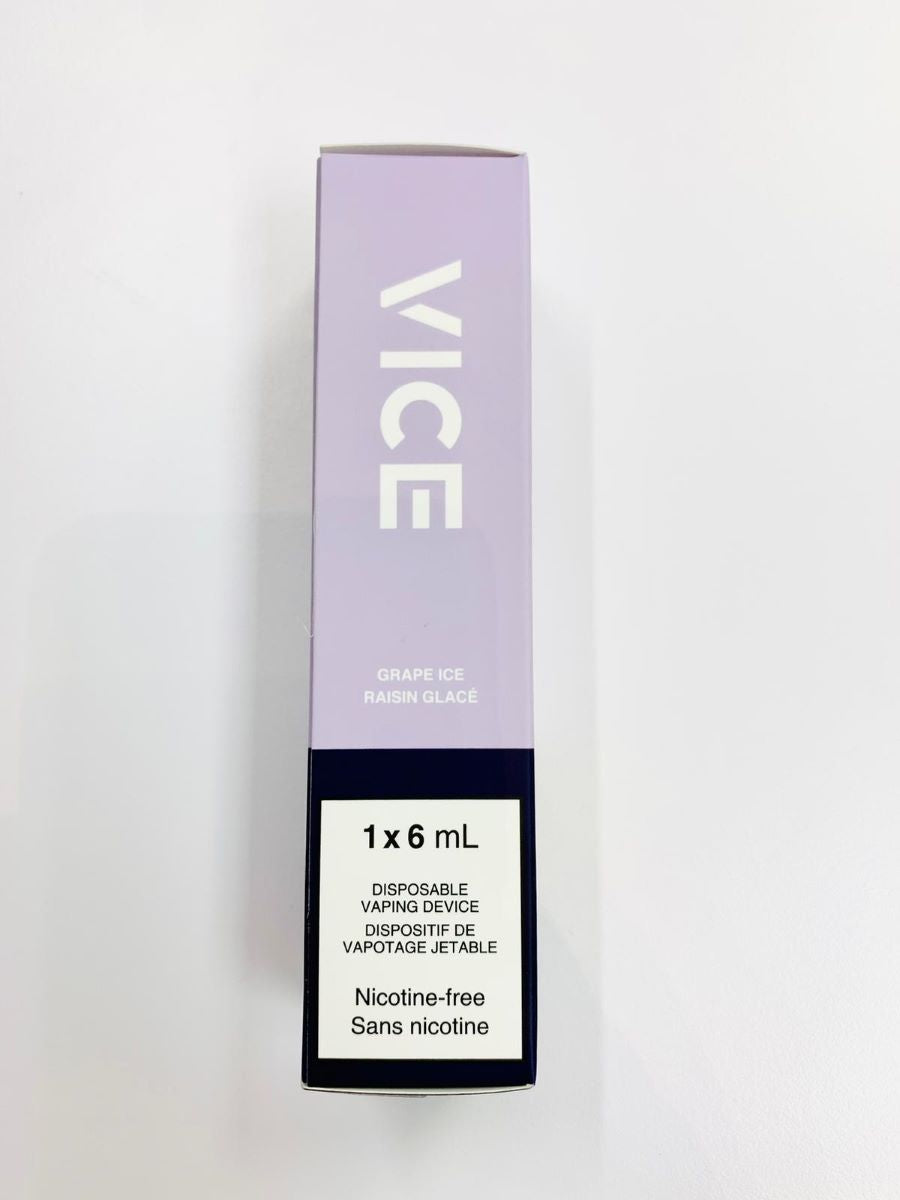 VICE
GRAPE ICE
RAISIN GLACÉ
1 x 6 mL
DISPOSABLE
VAPING DEVICE
DISPOSITIF DE
VAPOTAGE JETABLE
Nicotine-free
Sans nicotine